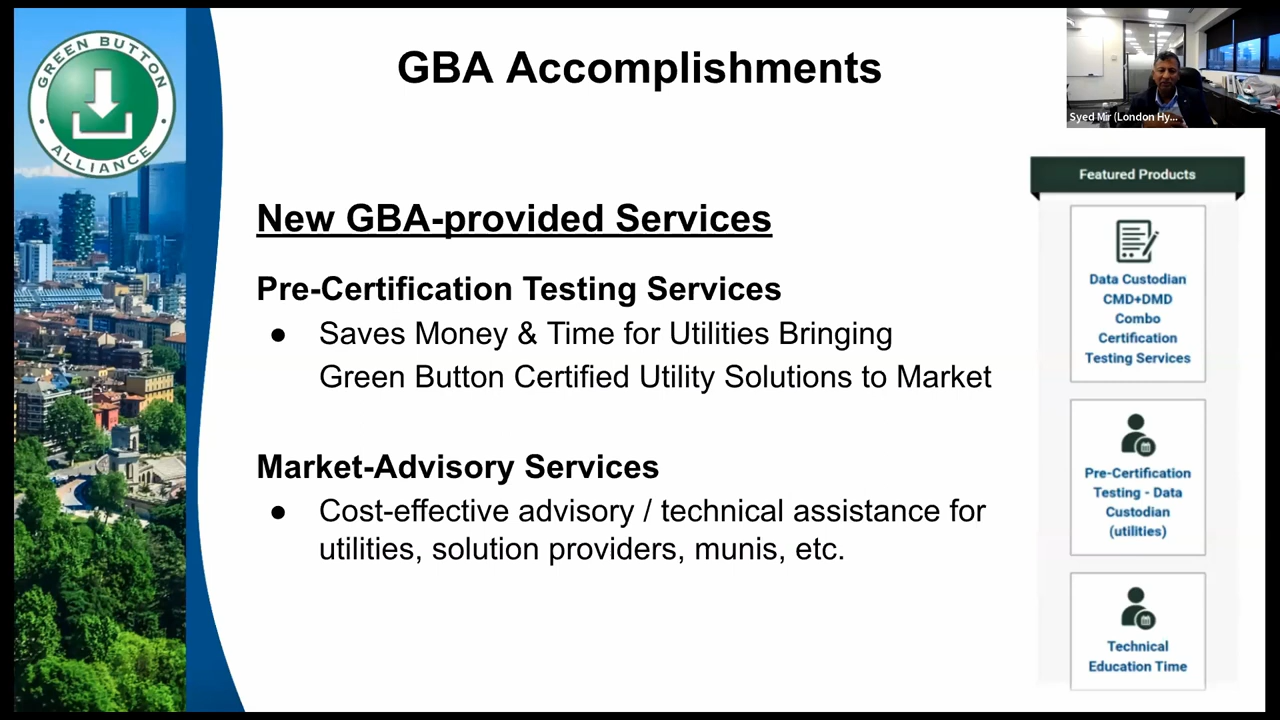 GREEN BUTTON
ALLIANCE
GBA Accomplishments
Syed Mir (London Hy...
New GBA-provided Services
Pre-Certification Testing Services
● Saves Money & Time for Utilities Bringing
Green Button Certified Utility Solutions to Market
Market-Advisory Services
● Cost-effective advisory / technical assistance for
utilities, solution providers, munis, etc.
Featured Products
Data Custodian
CMD+DMD
Combo
Certification
Testing Services
Pre-Certification
Testing - Data
Custodian
(utilities)
Technical
Education Time